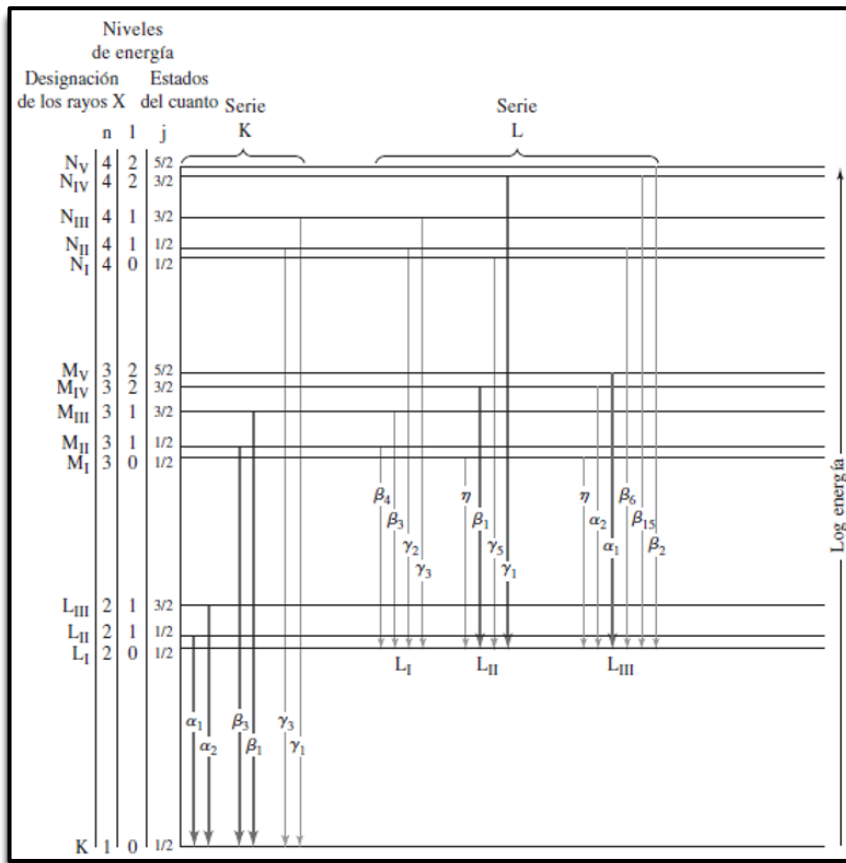 Niveles
de energía
Designación Estados
de los rayos X del cuanto Serie Serie
n l j K L
N_V 4 2 5/2
N_IV 4 2 3/2
N_III 4 1 3/2
N_II 4 1 1/2
N_I 4 0 1/2
M_V 3 2 5/2
M_IV 3 2 3/2
M_III 3 1 3/2
M_II 3 1 1/2
M_I 3 0 1/2
β₄ η η β₆
β₃ β₁ α₂ β₁₅
γ₂ γ₅ α₁ β₂
γ₃ γ₁
Log energía
L_III 2 1 3/2
L_II 2 1 1/2
L_I 2 0 1/2
L_I L_II L_III
α₁ β₃ γ₃
α₂ β₁ γ₁
K 1 0 1/2